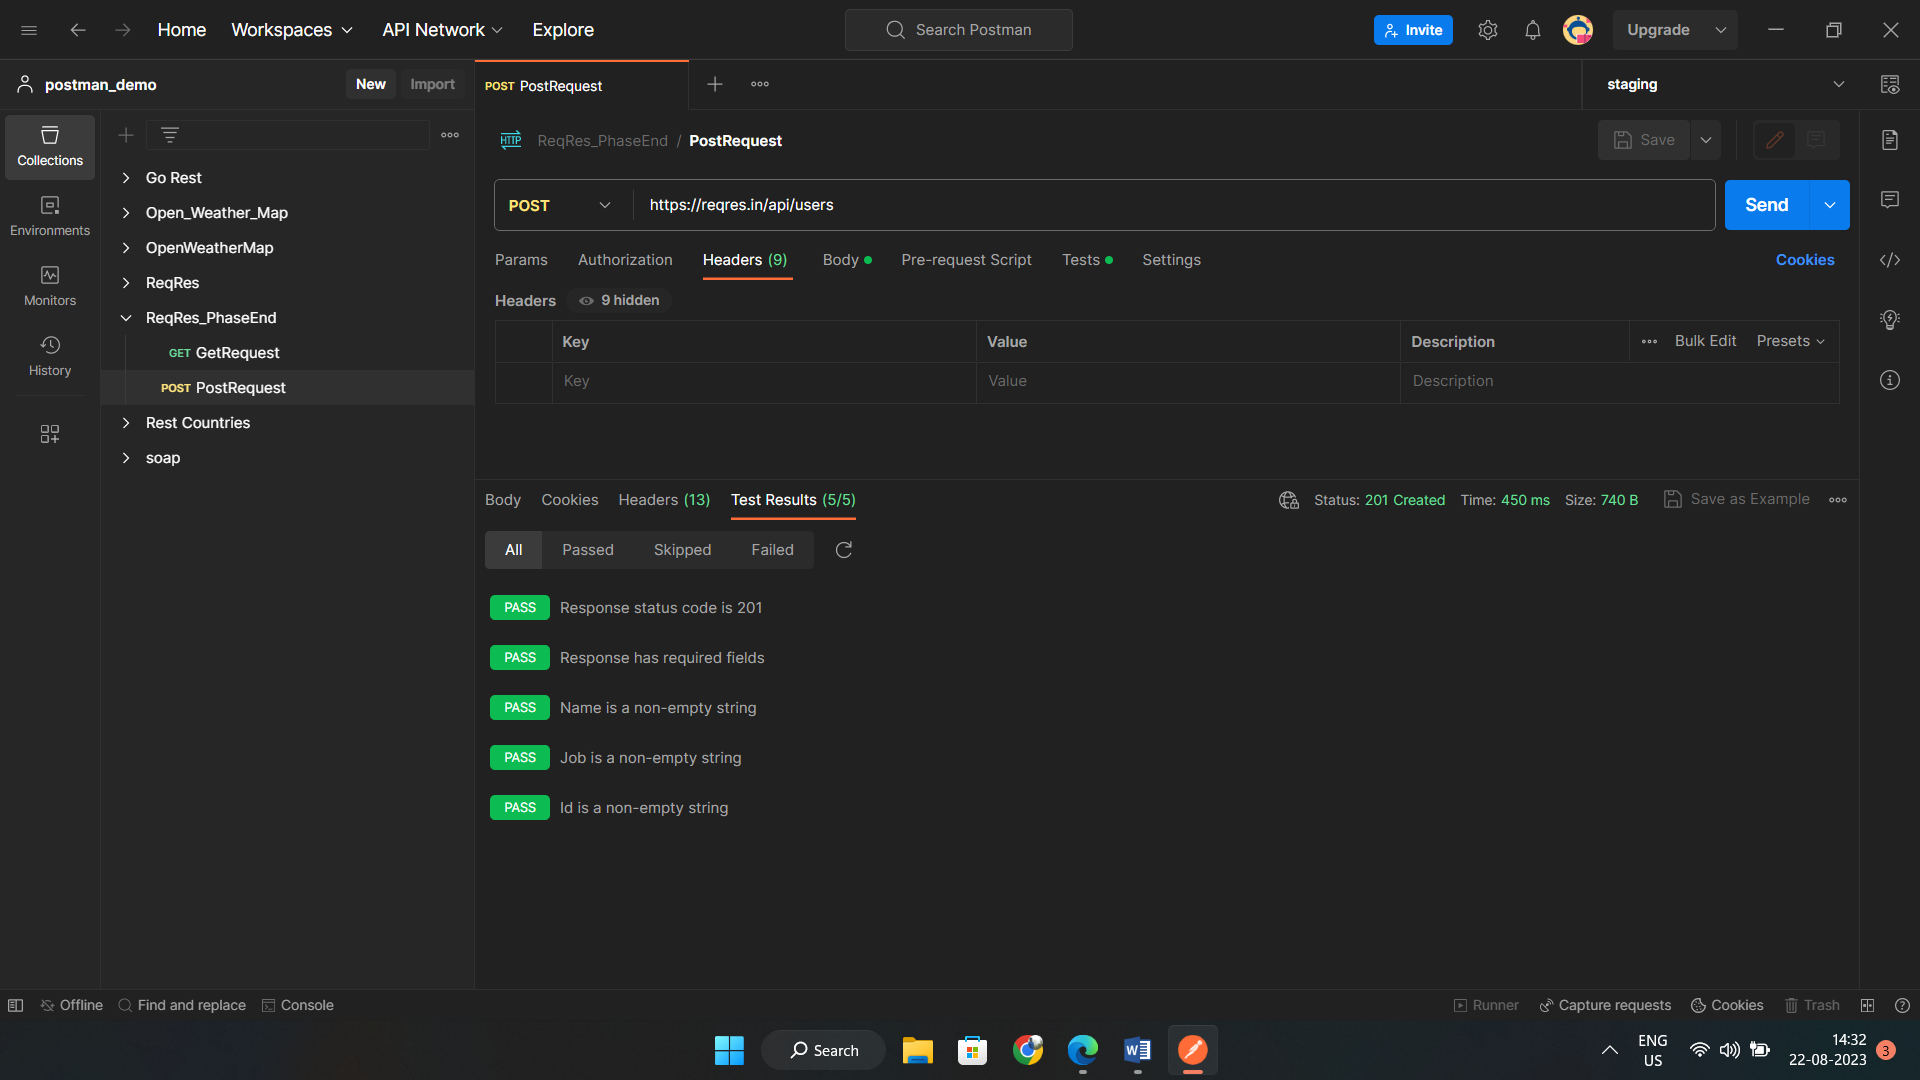 Home Workspaces API Network Explore Search Postman Invite Upgrade
postman_demo New Import POST PostRequest staging
Collections
Environments
Monitors
History
Go Rest
Open_Weather_Map
OpenWeatherMap
ReqRes
ReqRes_PhaseEnd
GET GetRequest
POST PostRequest
Rest Countries
soap
HTTP ReqRes_PhaseEnd / PostRequest Save
POST https://reqres.in/api/users Send
Params Authorization Headers (9) Body Pre-request Script Tests Settings Cookies
Headers 9 hidden
Key Value Description Bulk Edit Presets
Key Value Description
Body Cookies Headers (13) Test Results (5/5) Status: 201 Created Time: 450 ms Size: 740 B Save as Example
All Passed Skipped Failed
PASS Response status code is 201
PASS Response has required fields
PASS Name is a non-empty string
PASS Job is a non-empty string
PASS Id is a non-empty string
Offline Find and replace Console Runner Capture requests Cookies Trash
Search
ENG
US
14:32
22-08-2023
3